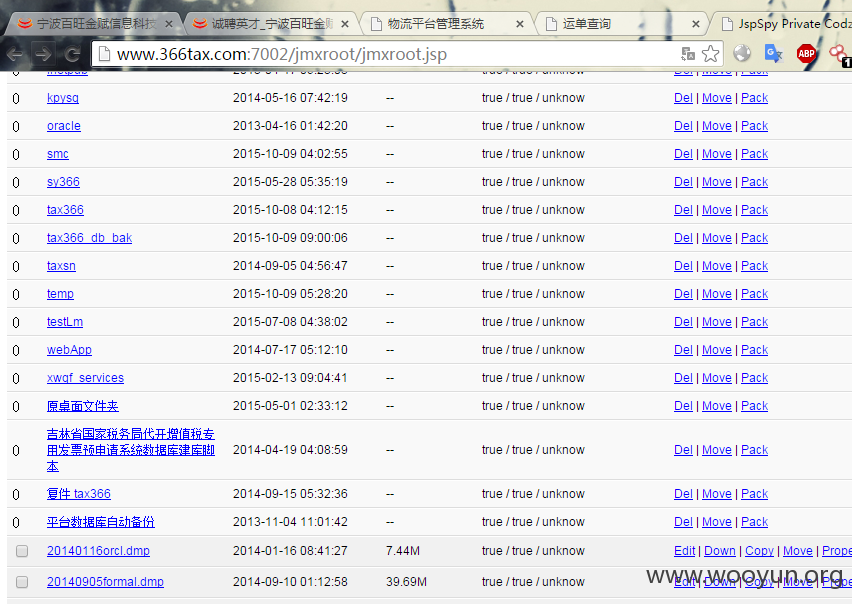 宁波百旺金赋信息科技
诚聘英才_宁波百旺金赋
物流平台管理系统
运单查询
JspSpy Private Codz
www.366tax.com:7002/jmxroot/jmxroot.jsp
ABP
1
0 kpysq 2014-05-16 07:42:19 -- true / true / unknow Del | Move | Pack
0 oracle 2013-04-16 01:42:20 -- true / true / unknow Del | Move | Pack
0 smc 2015-10-09 04:02:55 -- true / true / unknow Del | Move | Pack
0 sy366 2015-05-28 05:35:19 -- true / true / unknow Del | Move | Pack
0 tax366 2015-10-08 04:12:15 -- true / true / unknow Del | Move | Pack
0 tax366_db_bak 2015-10-09 09:00:06 -- true / true / unknow Del | Move | Pack
0 taxsn 2014-09-05 04:56:47 -- true / true / unknow Del | Move | Pack
0 temp 2015-10-09 05:28:20 -- true / true / unknow Del | Move | Pack
0 testLm 2015-07-08 04:38:02 -- true / true / unknow Del | Move | Pack
0 webApp 2014-07-17 05:12:10 -- true / true / unknow Del | Move | Pack
0 xwqf_services 2015-02-13 09:04:41 -- true / true / unknow Del | Move | Pack
0 原桌面文件夹 2015-05-01 02:33:12 -- true / true / unknow Del | Move | Pack
吉林省国家税务局代开增值税专
0 用发票预申请系统数据库建库脚 2014-04-19 04:08:59 -- true / true / unknow Del | Move | Pack
本
0 复件 tax366 2014-09-15 05:32:36 -- true / true / unknow Del | Move | Pack
0 平台数据库自动备份 2013-11-04 11:01:42 -- true / true / unknow Del | Move | Pack
20140116orcl.dmp 2014-01-16 08:41:27 7.44M true / true / unknow Edit | Down | Copy | Move | Prope
20140905formal.dmp 2014-09-10 01:12:58 39.69M true / true / unknow Edit | Down | Copy | Move | Prope
www.wooyun.org